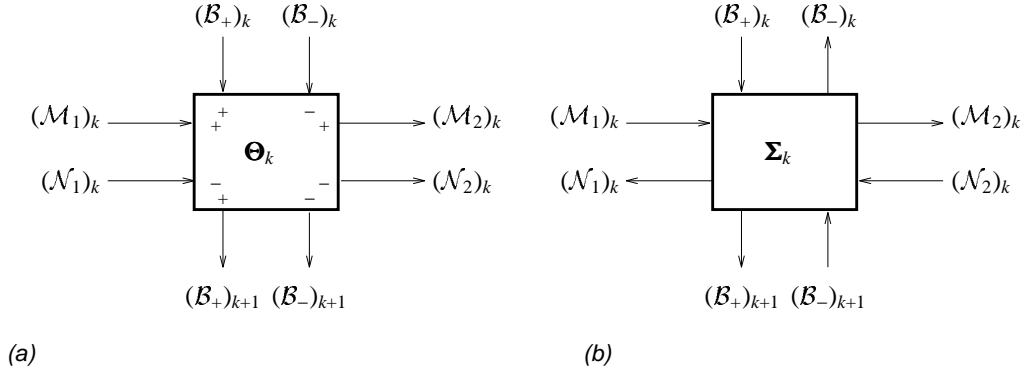 (ℬ₊)ₖ (ℬ₋)ₖ (ℬ₊)ₖ (ℬ₋)ₖ
(ℳ₁)ₖ + + − + (ℳ₂)ₖ (ℳ₁)ₖ (ℳ₂)ₖ
𝚯ₖ 𝚺ₖ
(𝒩₁)ₖ − + − − (𝒩₂)ₖ (𝒩₁)ₖ (𝒩₂)ₖ
(ℬ₊)ₖ₊₁ (ℬ₋)ₖ₊₁ (ℬ₊)ₖ₊₁ (ℬ₋)ₖ₊₁
(a) (b)